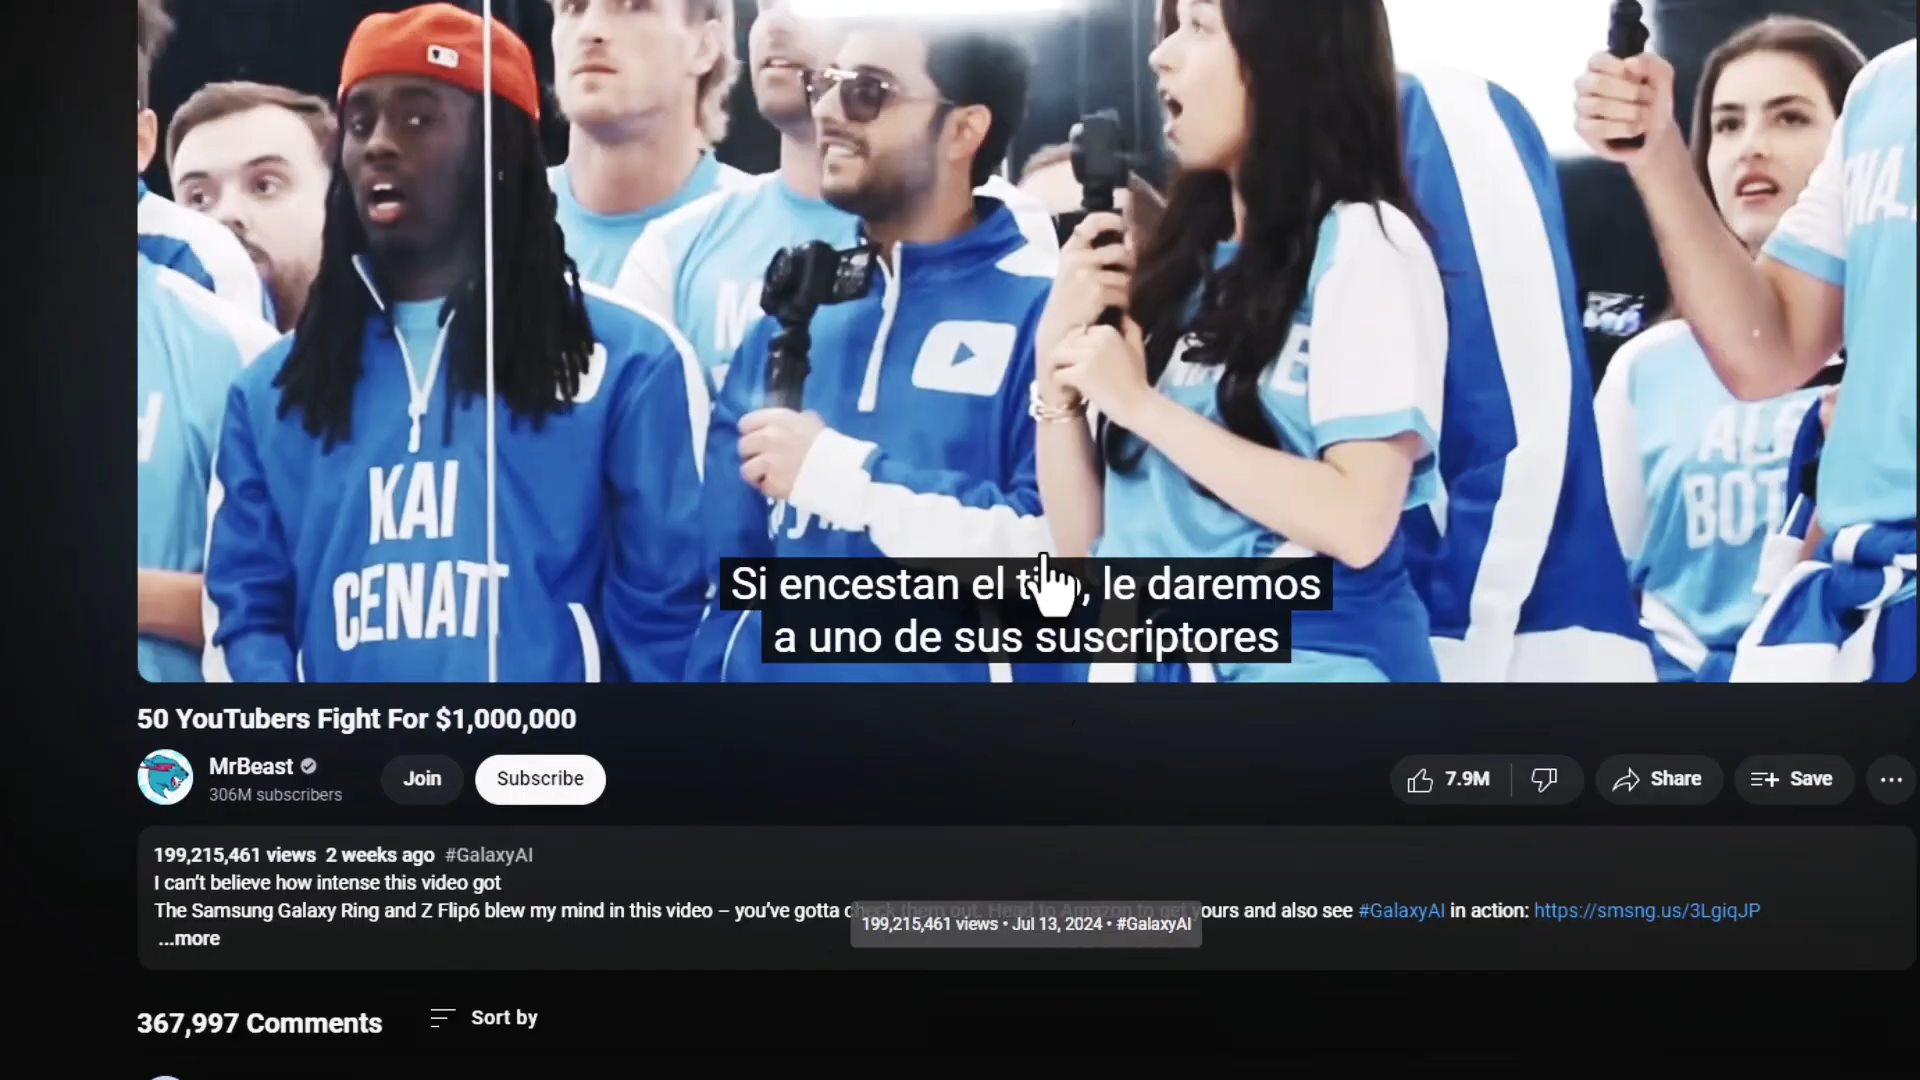 KAI
CENAT
ALE
BOT
Si encestan el tiro, le daremos
a uno de sus suscriptores
50 YouTubers Fight For $1,000,000
MrBeast
306M subscribers
Join
Subscribe
7.9M
Share
Save
199,215,461 views 2 weeks ago #GalaxyAI
I can't believe how intense this video got
The Samsung Galaxy Ring and Z Flip6 blew my mind in this video – you've gotta check them out. Head to Amazon to get yours and also see #GalaxyAI in action: https://smsng.us/3LgiqJP
199,215,461 views • Jul 13, 2024 • #GalaxyAI
...more
367,997 Comments
Sort by